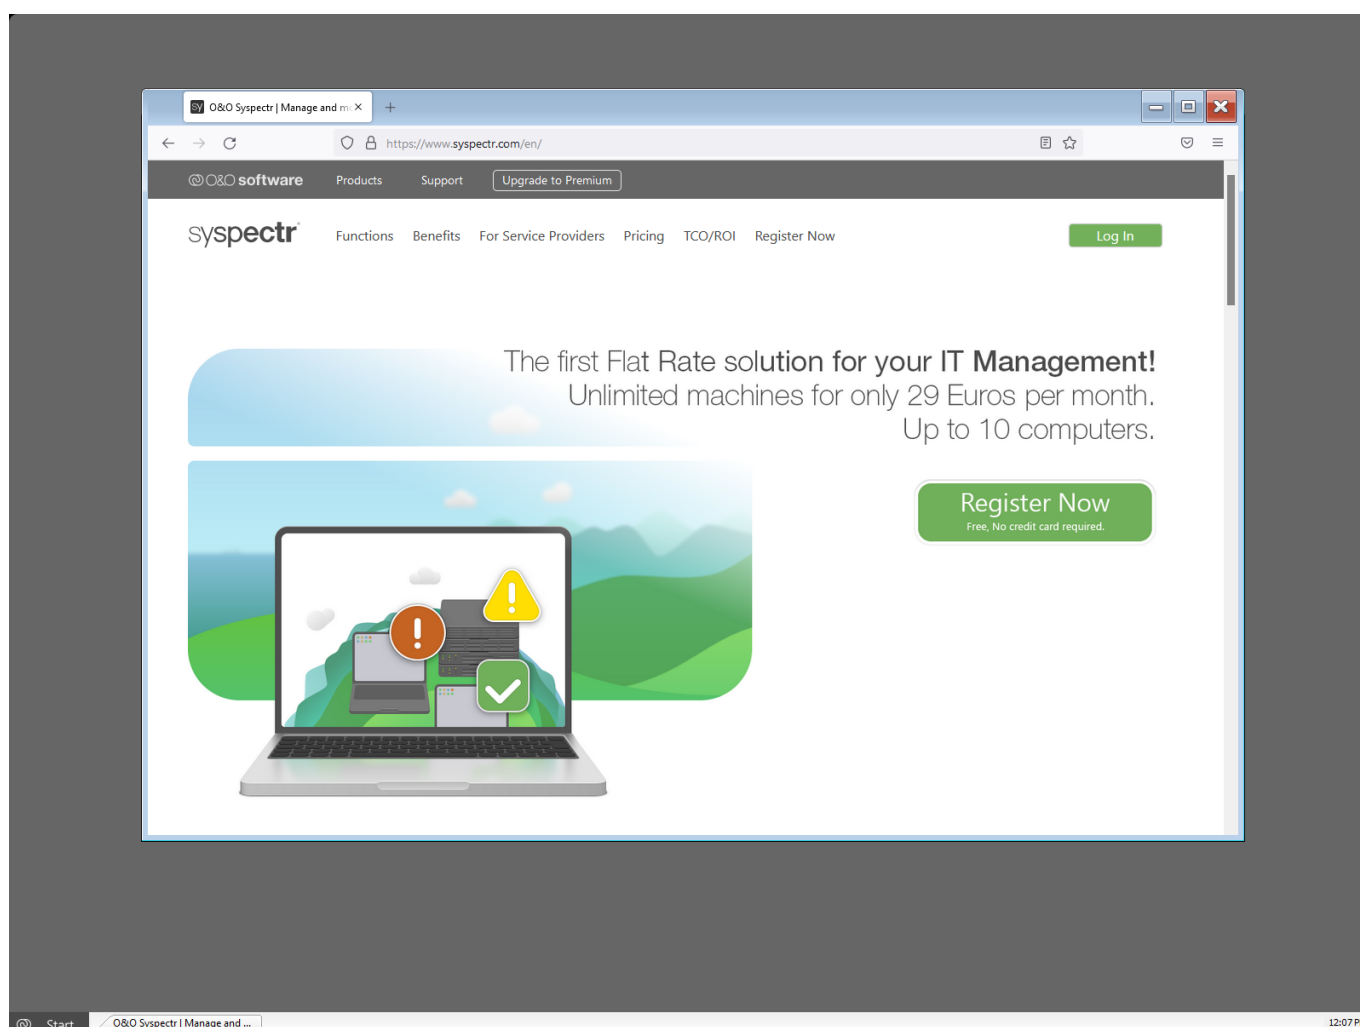 O&O Syspectr | Manage and mo
https://www.syspectr.com/en/
O&O software Products Support Upgrade to Premium
syspectr Functions Benefits For Service Providers Pricing TCO/ROI Register Now Log In
The first Flat Rate solution for your IT Management!
Unlimited machines for only 29 Euros per month.
Up to 10 computers.
Register Now
Free, No credit card required.
Start O&O Syspectr | Manage and ... 12:07 P